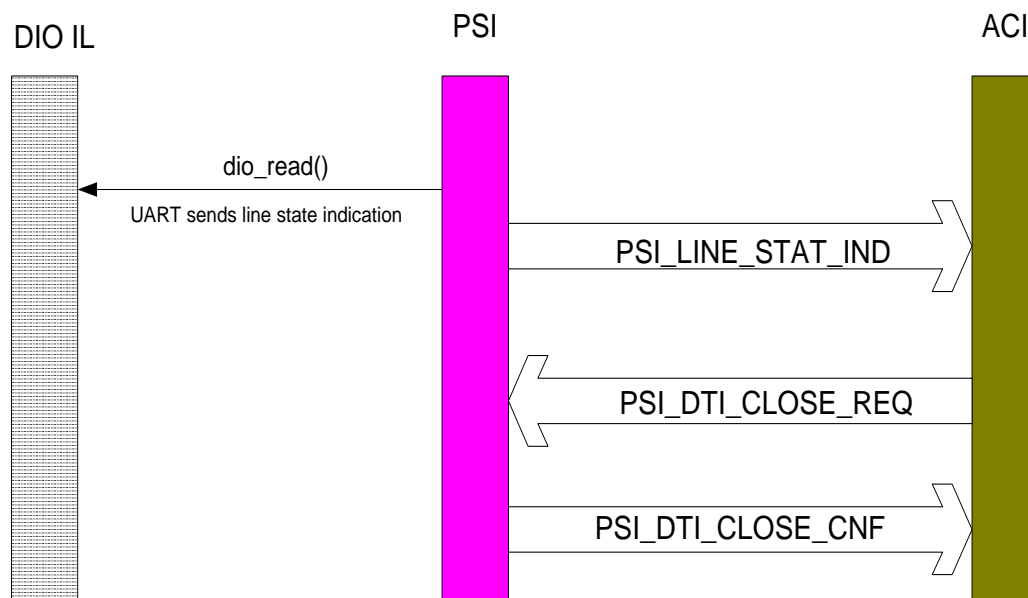 DIO IL
PSI
ACI
dio_read()
UART sends line state indication
PSI_LINE_STAT_IND
PSI_DTI_CLOSE_REQ
PSI_DTI_CLOSE_CNF